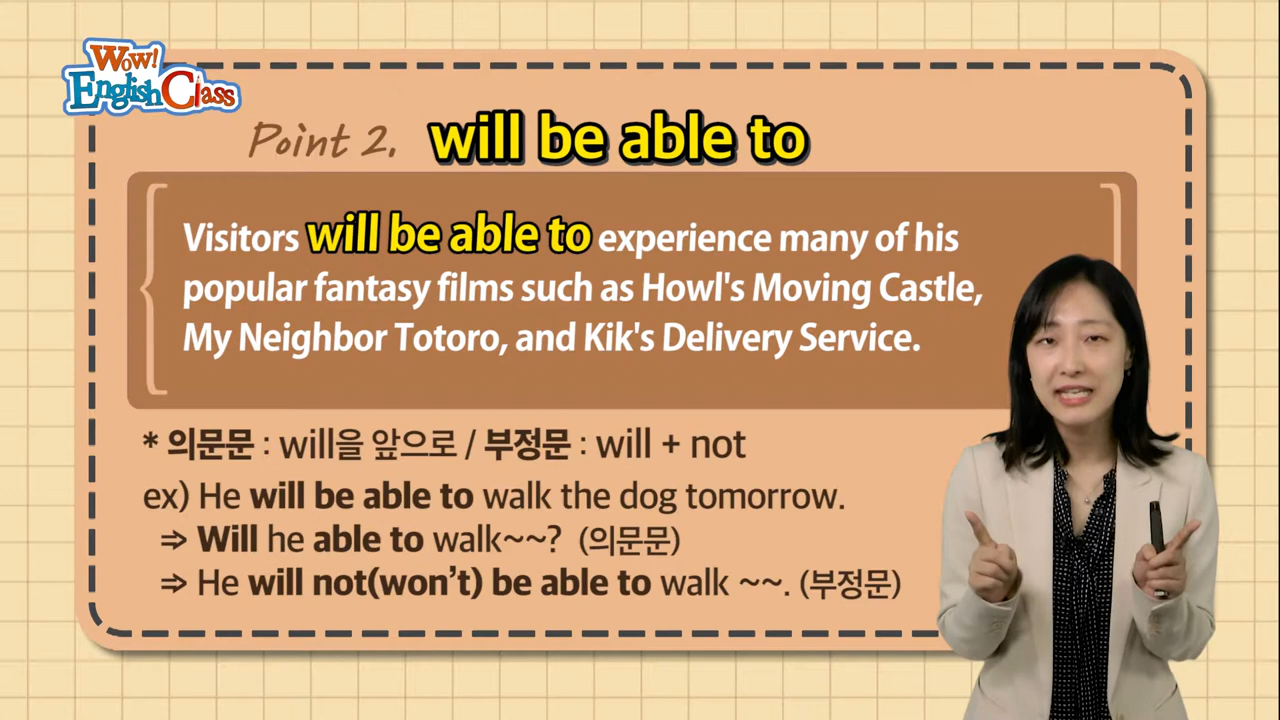 Wow!
English Class
Point 2. will be able to
Visitors will be able to experience many of his
popular fantasy films such as Howl's Moving Castle,
My Neighbor Totoro, and Kik's Delivery Service.
* 의문문 : will을 앞으로 / 부정문 : will + not
ex) He will be able to walk the dog tomorrow.
⇒ Will he able to walk~~? (의문문)
⇒ He will not(won't) be able to walk ~~. (부정문)